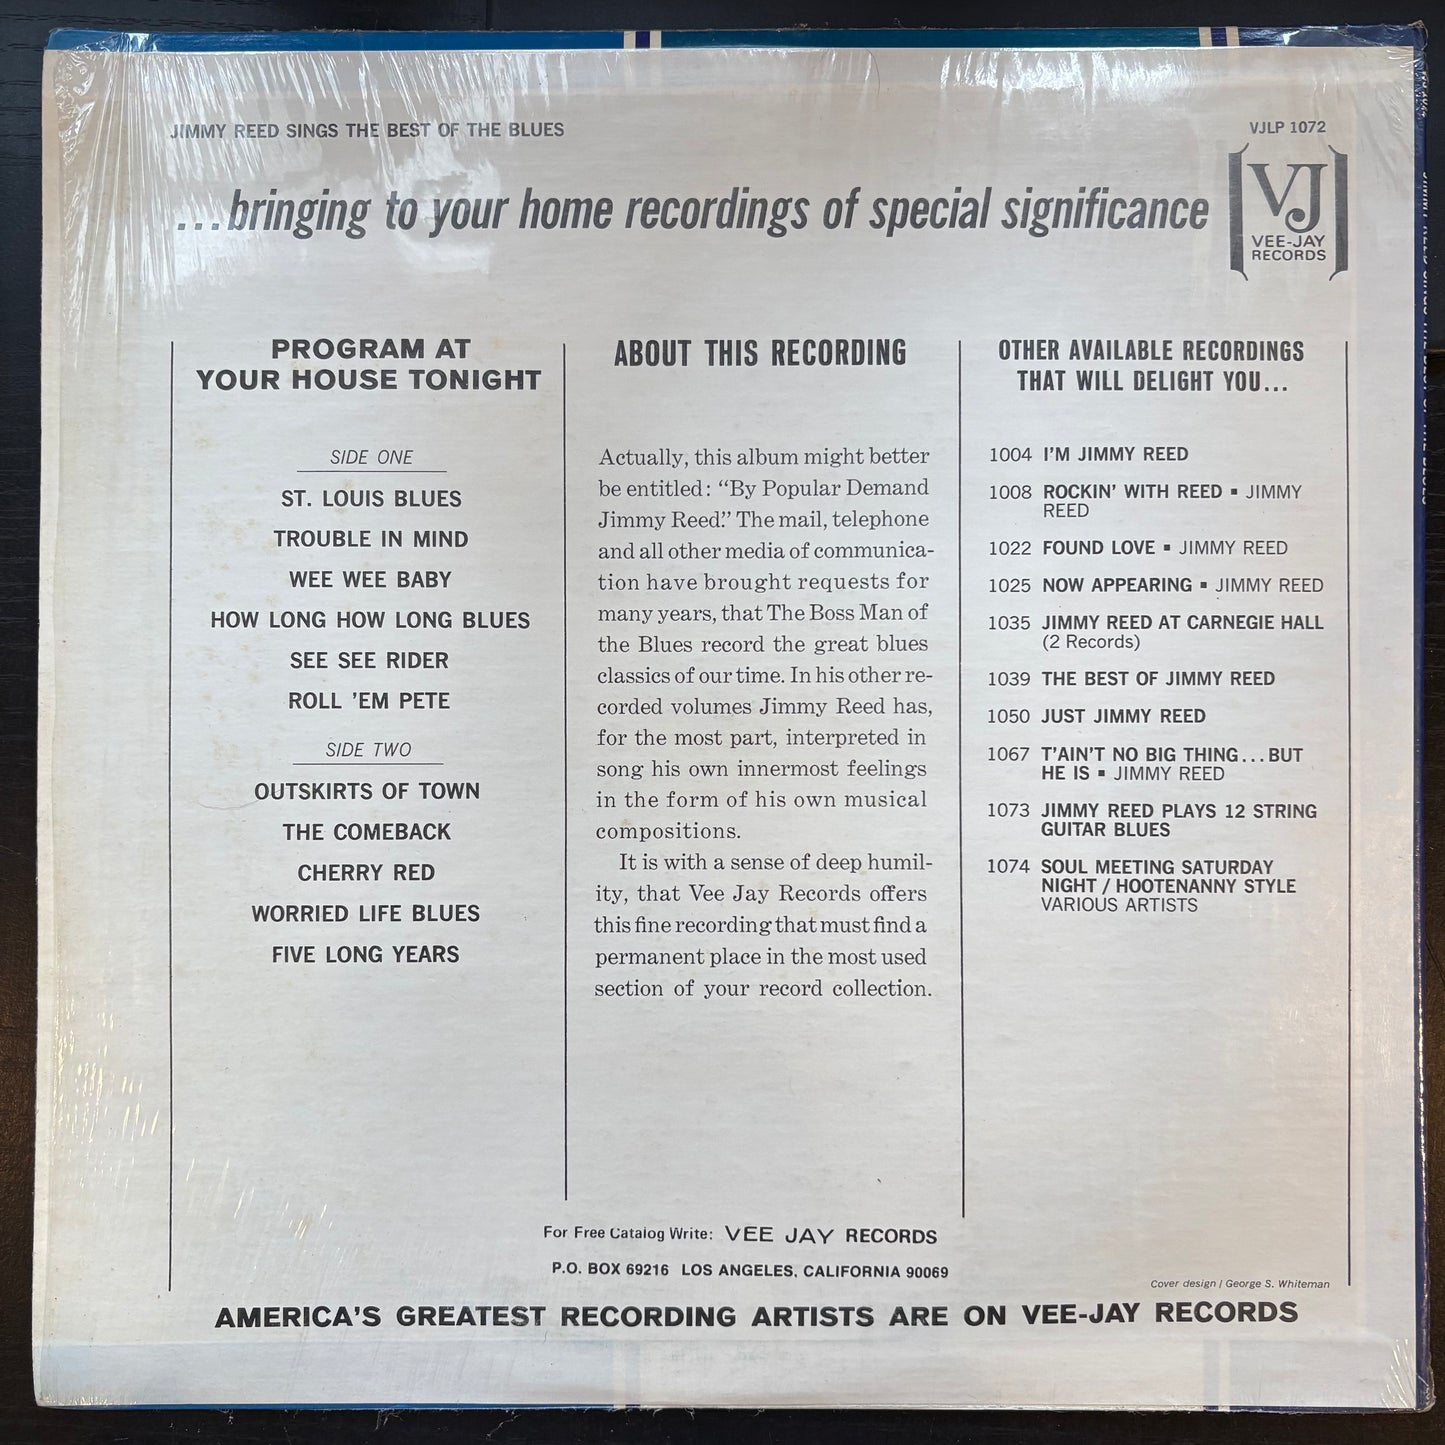 JIMMY REED SINGS THE BEST OF THE BLUES
VJLP 1072
...bringing to your home recordings of special significance
VJ
VEE-JAY
RECORDS
PROGRAM AT
YOUR HOUSE TONIGHT
SIDE ONE
ST. LOUIS BLUES
TROUBLE IN MIND
WEE WEE BABY
HOW LONG HOW LONG BLUES
SEE SEE RIDER
ROLL 'EM PETE
SIDE TWO
OUTSKIRTS OF TOWN
THE COMEBACK
CHERRY RED
WORRIED LIFE BLUES
FIVE LONG YEARS
ABOUT THIS RECORDING
Actually, this album might better
be entitled: “By Popular Demand
Jimmy Reed.” The mail, telephone
and all other media of communica-
tion have brought requests for
many years, that The Boss Man of
the Blues record the great blues
classics of our time. In his other re-
corded volumes Jimmy Reed has,
for the most part, interpreted in
song his own innermost feelings
in the form of his own musical
compositions.
It is with a sense of deep humil-
ity, that Vee Jay Records offers
this fine recording that must find a
permanent place in the most used
section of your record collection.
OTHER AVAILABLE RECORDINGS
THAT WILL DELIGHT YOU...
1004 I'M JIMMY REED
1008 ROCKIN' WITH REED ▪ JIMMY
REED
1022 FOUND LOVE ▪ JIMMY REED
1025 NOW APPEARING ▪ JIMMY REED
1035 JIMMY REED AT CARNEGIE HALL
(2 Records)
1039 THE BEST OF JIMMY REED
1050 JUST JIMMY REED
1067 T'AIN'T NO BIG THING...BUT
HE IS ▪ JIMMY REED
1073 JIMMY REED PLAYS 12 STRING
GUITAR BLUES
1074 SOUL MEETING SATURDAY
NIGHT / HOOTENANNY STYLE
VARIOUS ARTISTS
For Free Catalog Write: VEE JAY RECORDS
P.O. BOX 69216 LOS ANGELES, CALIFORNIA 90069
Cover design / George S. Whiteman
AMERICA'S GREATEST RECORDING ARTISTS ARE ON VEE-JAY RECORDS
JIMMY REED SINGS THE BEST OF THE BLUES